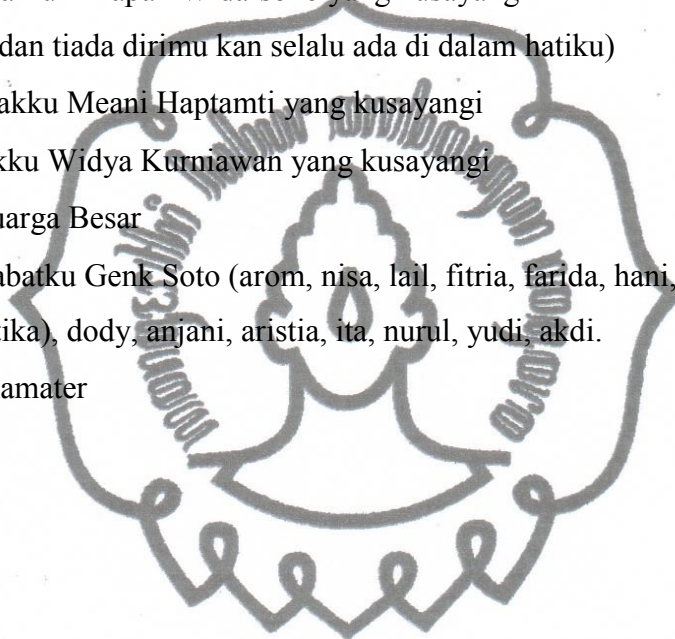 dan tiada dirimu kan selalu ada di dalam hatiku)
akku Meani Haptamti yang kusayangi
kku Widya Kurniawan yang kusayangi
uarga Besar
abatku Genk Soto (arom, nisa, lail, fitria, farida, hani,
tika), dody, anjani, aristia, ita, nurul, yudi, akdi.
amater